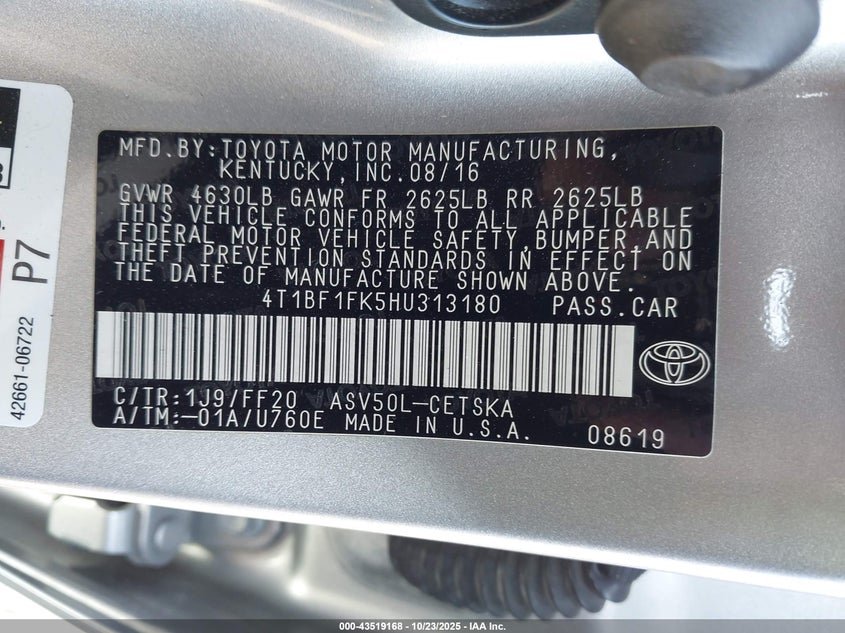 MFD.BY:TOYOTA MOTOR MANUFACTURING,
KENTUCKY,INC.08/16
GVWR 4630LB GAWR FR 2625LB RR 2625LB
THIS VEHICLE CONFORMS TO ALL APPLICABLE
FEDERAL MOTOR VEHICLE SAFETY,BUMPER,AND
THEFT PREVENTION STANDARDS IN EFFECT ON
THE DATE OF MANUFACTURE SHOWN ABOVE.
4T1BF1FK5HU313180 PASS.CAR
C/TR:1J9/FF20 ASV50L-CETSKA
A/TM:-01A/U760E MADE IN U.S.A. 08619
P7
42661-06722
000-43519168 - 10/23/2025 - IAA Inc.